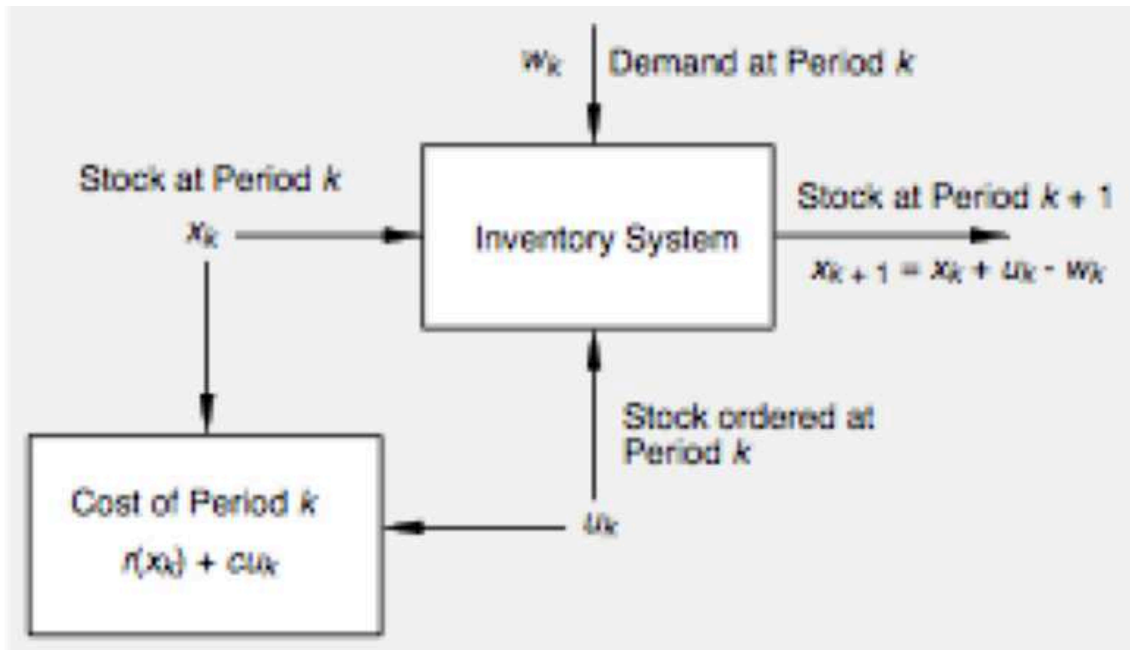 wk Demand at Period k
Stock at Period k
xk
Inventory System
Stock at Period k + 1
xk + 1 = xk + uk - wk
Stock ordered at
Period k
uk
Cost of Period k
r(xk) + cuk